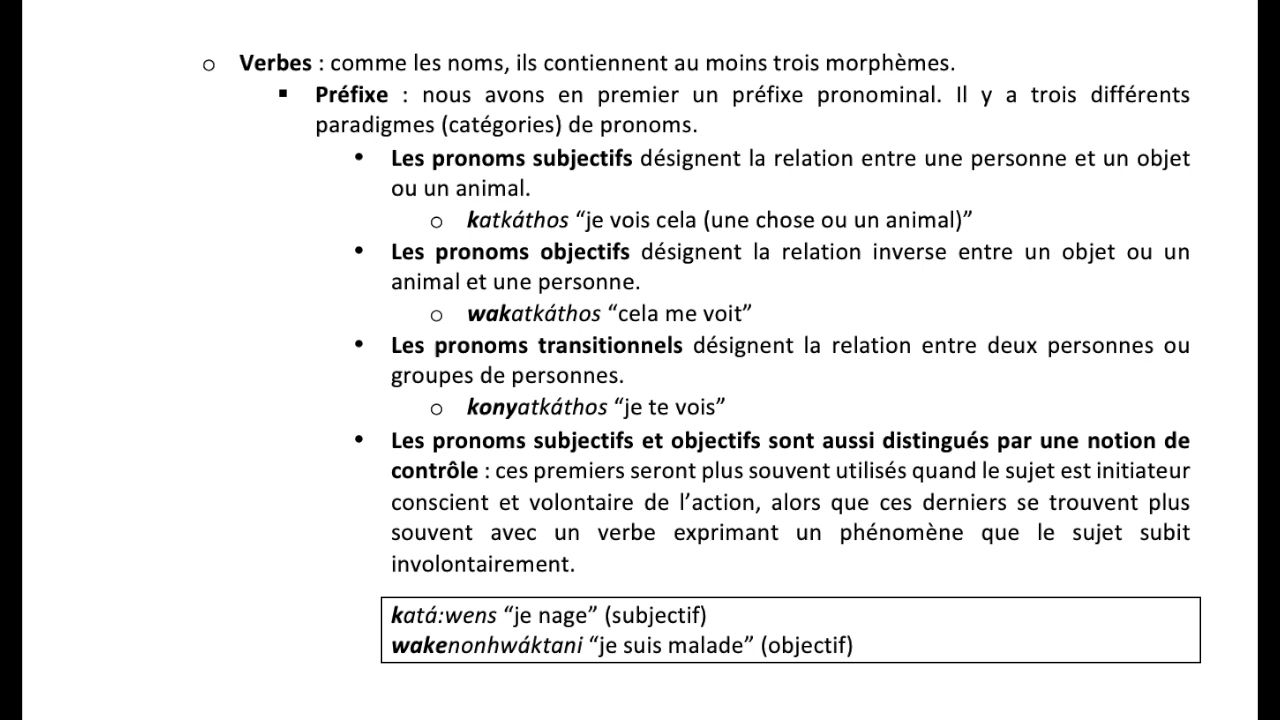 ○ Verbes : comme les noms, ils contiennent au moins trois morphèmes.
▪ Préfixe : nous avons en premier un préfixe pronominal. Il y a trois différents
paradigmes (catégories) de pronoms.
• Les pronoms subjectifs désignent la relation entre une personne et un objet
ou un animal.
○ katkáthos “je vois cela (une chose ou un animal)”
• Les pronoms objectifs désignent la relation inverse entre un objet ou un
animal et une personne.
○ wakatkáthos “cela me voit”
• Les pronoms transitionnels désignent la relation entre deux personnes ou
groupes de personnes.
○ konyatkáthos “je te vois”
• Les pronoms subjectifs et objectifs sont aussi distingués par une notion de
contrôle : ces premiers seront plus souvent utilisés quand le sujet est initiateur
conscient et volontaire de l’action, alors que ces derniers se trouvent plus
souvent avec un verbe exprimant un phénomène que le sujet subit
involontairement.
katá:wens “je nage” (subjectif)
wakenonhwáktani “je suis malade” (objectif)